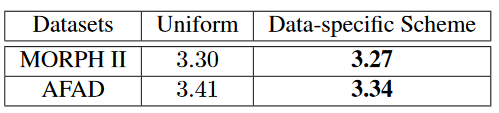 Datasets Uniform Data-specific Scheme
MORPH II 3.30 3.27
AFAD 3.41 3.34